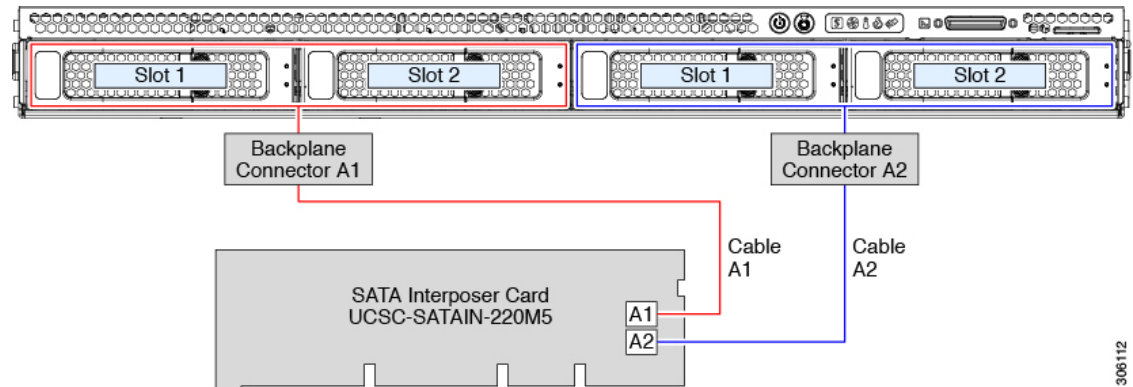 Slot 1
Slot 2
Slot 1
Slot 2
Backplane
Connector A1
Backplane
Connector A2
Cable
A1
Cable
A2
SATA Interposer Card
UCSC-SATAIN-220M5
A1
A2
306112